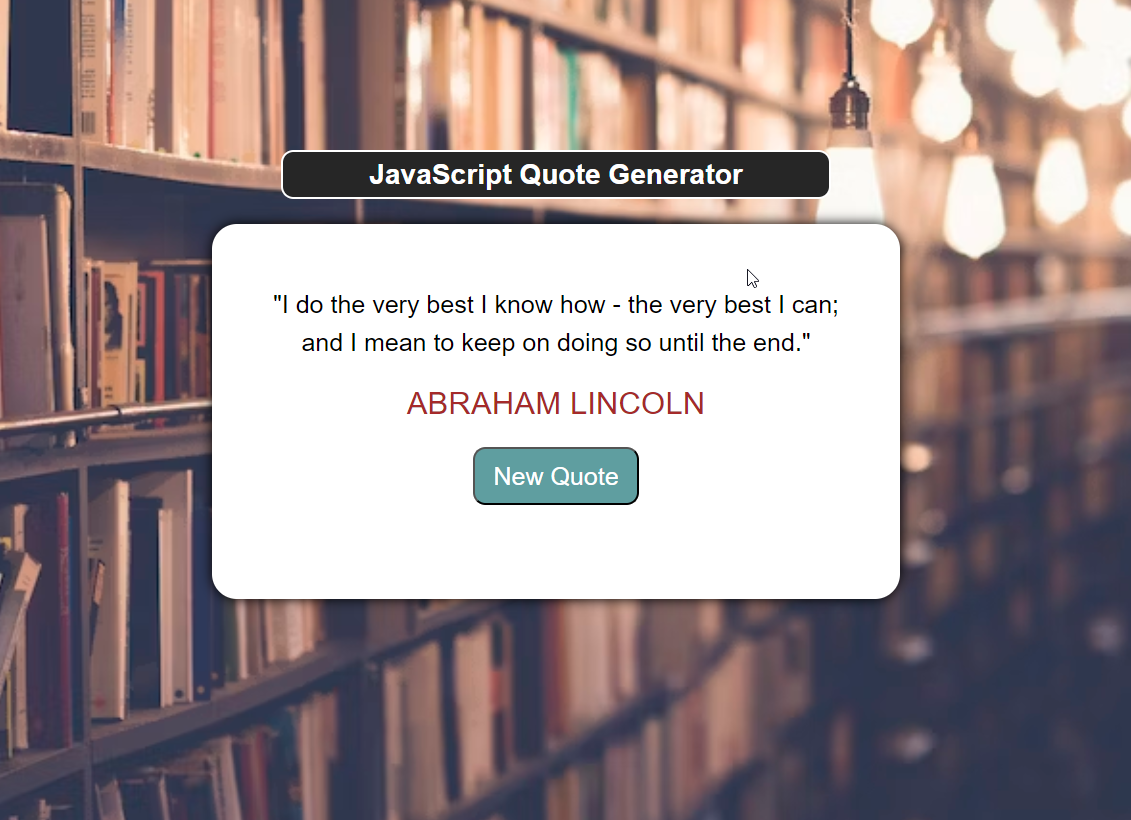 JavaScript Quote Generator
"I do the very best I know how - the very best I can;
and I mean to keep on doing so until the end."
ABRAHAM LINCOLN
New Quote